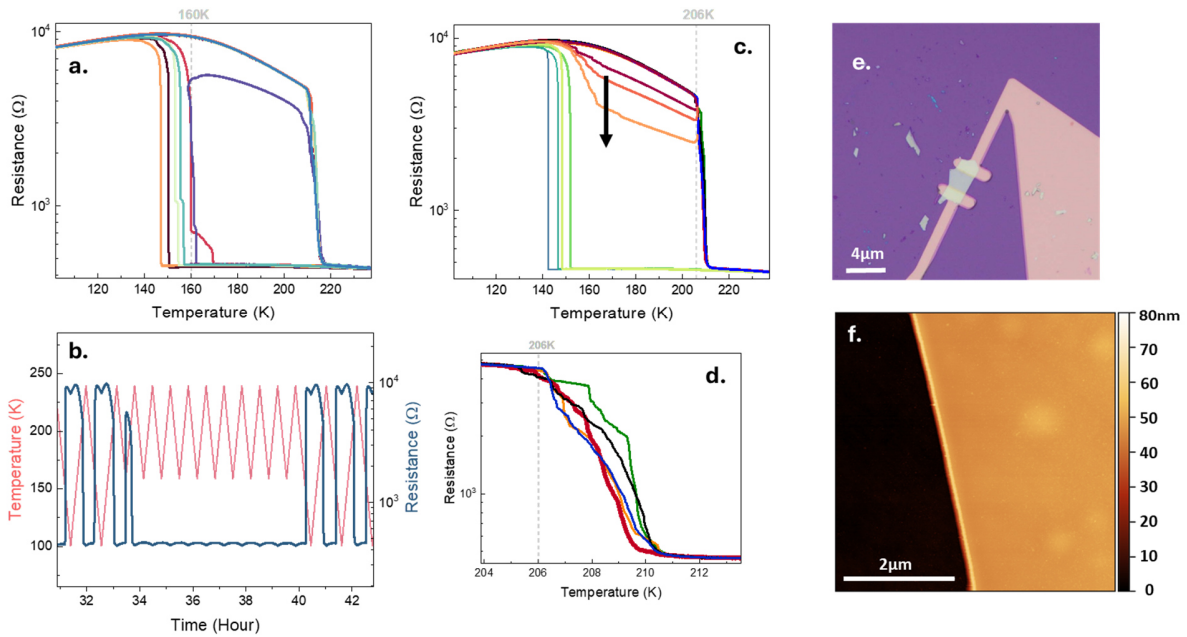 160K
a.
10⁴
10³
Resistance (Ω)
120 140 160 180 200 220
Temperature (K)
206K
c.
10⁴
10³
Resistance (Ω)
120 140 160 180 200 220
Temperature (K)
e.
4μm
b.
250
200
150
100
Temperature (K)
10⁴
10³
Resistance (Ω)
32 34 36 38 40 42
Time (Hour)
206K
d.
10³
Resistance (Ω)
204 206 208 210 212
Temperature (K)
f.
2μm
80nm
70
60
50
40
30
20
10
0